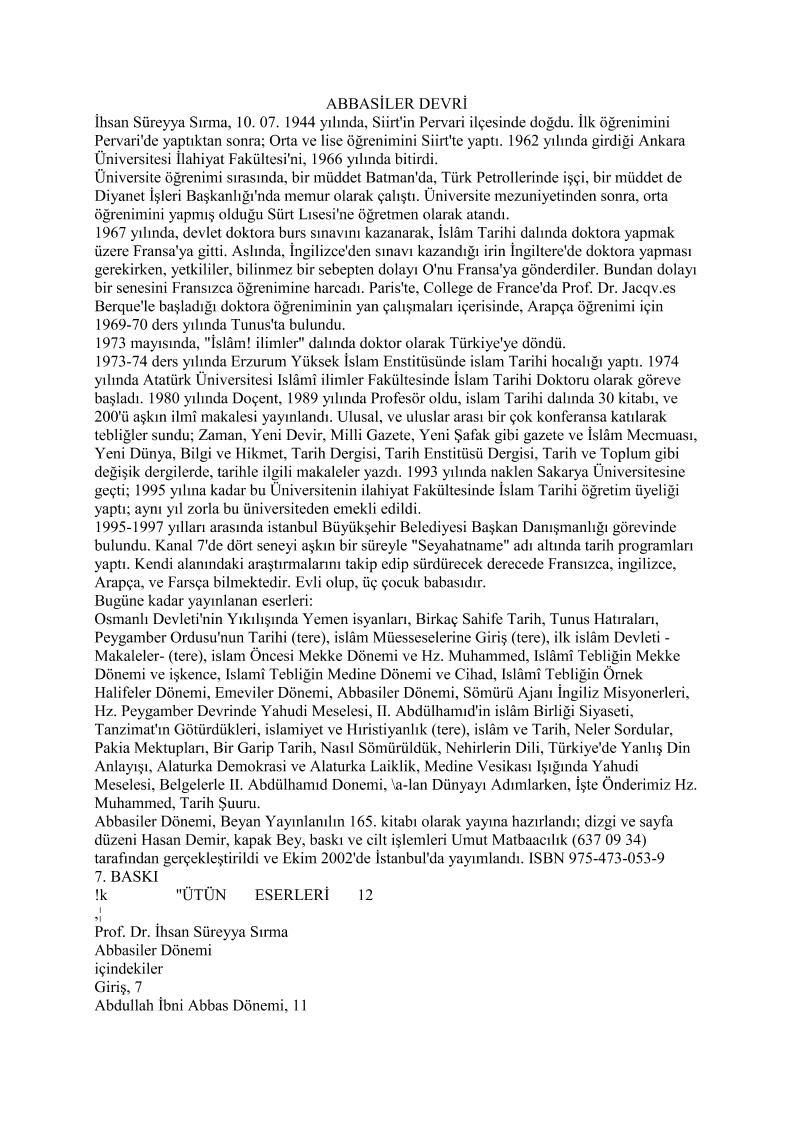 ABBASİLER DEVRİ
İhsan Süreyya Sırma, 10. 07. 1944 yılında, Siirt'in Pervari ilçesinde doğdu. İlk öğrenimini
Pervari'de yaptıktan sonra; Orta ve lise öğrenimini Siirt'te yaptı. 1962 yılında girdiği Ankara
Üniversitesi İlahiyat Fakültesi'ni, 1966 yılında bitirdi.
Üniversite öğrenimi sırasında, bir müddet Batman'da, Türk Petrollerinde işçi, bir müddet de
Diyanet İşleri Başkanlığı'nda memur olarak çalıştı. Üniversite mezuniyetinden sonra, orta
öğrenimini yapmış olduğu Sürt Lısesi'ne öğretmen olarak atandı.
1967 yılında, devlet doktora burs sınavını kazanarak, İslâm Tarihi dalında doktora yapmak
üzere Fransa'ya gitti. Aslında, İngilizce'den sınavı kazandığı irin İngiltere'de doktora yapması
gerekirken, yetkililer, bilinmez bir sebepten dolayı O'nu Fransa'ya gönderdiler. Bundan dolayı
bir senesini Fransızca öğrenimine harcadı. Paris'te, College de France'da Prof. Dr. Jacqv.es
Berque'le başladığı doktora öğreniminin yan çalışmaları içerisinde, Arapça öğrenimi için
1969-70 ders yılında Tunus'ta bulundu.
1973 mayısında, "İslâm! ilimler" dalında doktor olarak Türkiye'ye döndü.
1973-74 ders yılında Erzurum Yüksek İslam Enstitüsünde islam Tarihi hocalığı yaptı. 1974
yılında Atatürk Üniversitesi Islâmî ilimler Fakültesinde İslam Tarihi Doktoru olarak göreve
başladı. 1980 yılında Doçent, 1989 yılında Profesör oldu, islam Tarihi dalında 30 kitabı, ve
200'ü aşkın ilmî makalesi yayınlandı. Ulusal, ve uluslar arası bir çok konferansa katılarak
tebliğler sundu; Zaman, Yeni Devir, Milli Gazete, Yeni Şafak gibi gazete ve İslâm Mecmuası,
Yeni Dünya, Bilgi ve Hikmet, Tarih Dergisi, Tarih Enstitüsü Dergisi, Tarih ve Toplum gibi
değişik dergilerde, tarihle ilgili makaleler yazdı. 1993 yılında naklen Sakarya Üniversitesine
geçti; 1995 yılına kadar bu Üniversitenin ilahiyat Fakültesinde İslam Tarihi öğretim üyeliği
yaptı; aynı yıl zorla bu üniversiteden emekli edildi.
1995-1997 yılları arasında istanbul Büyükşehir Belediyesi Başkan Danışmanlığı görevinde
bulundu. Kanal 7'de dört seneyi aşkın bir süreyle "Seyahatname" adı altında tarih programları
yaptı. Kendi alanındaki araştırmalarını takip edip sürdürecek derecede Fransızca, ingilizce,
Arapça, ve Farsça bilmektedir. Evli olup, üç çocuk babasıdır.
Bugüne kadar yayınlanan eserleri:
Osmanlı Devleti'nin Yıkılışında Yemen isyanları, Birkaç Sahife Tarih, Tunus Hatıraları,
Peygamber Ordusu'nun Tarihi (tere), islâm Müesseselerine Giriş (tere), ilk islâm Devleti -
Makaleler- (tere), islam Öncesi Mekke Dönemi ve Hz. Muhammed, Islâmî Tebliğin Mekke
Dönemi ve işkence, Islamî Tebliğin Medine Dönemi ve Cihad, Islâmî Tebliğin Örnek
Halifeler Dönemi, Emeviler Dönemi, Abbasiler Dönemi, Sömürü Ajanı İngiliz Misyonerleri,
Hz. Peygamber Devrinde Yahudi Meselesi, II. Abdülhamıd'in islâm Birliği Siyaseti,
Tanzimat'ın Götürdükleri, islamiyet ve Hıristiyanlık (tere), islâm ve Tarih, Neler Sordular,
Pakia Mektupları, Bir Garip Tarih, Nasıl Sömürüldük, Nehirlerin Dili, Türkiye'de Yanlış Din
Anlayışı, Alaturka Demokrasi ve Alaturka Laiklik, Medine Vesikası Işığında Yahudi
Meselesi, Belgelerle II. Abdülhamıd Donemi, \a-lan Dünyayı Adımlarken, İşte Önderimiz Hz.
Muhammed, Tarih Şuuru.
Abbasiler Dönemi, Beyan Yayınlanılın 165. kitabı olarak yayına hazırlandı; dizgi ve sayfa
düzeni Hasan Demir, kapak Bey, baskı ve cilt işlemleri Umut Matbaacılık (637 09 34)
tarafından gerçekleştirildi ve Ekim 2002'de İstanbul'da yayımlandı. ISBN 975-473-053-9
7. BASKI
!k "ÜTÜN ESERLERİ 12
,¦
Prof. Dr. İhsan Süreyya Sırma
Abbasiler Dönemi
içindekiler
Giriş, 7
Abdullah İbni Abbas Dönemi, 11